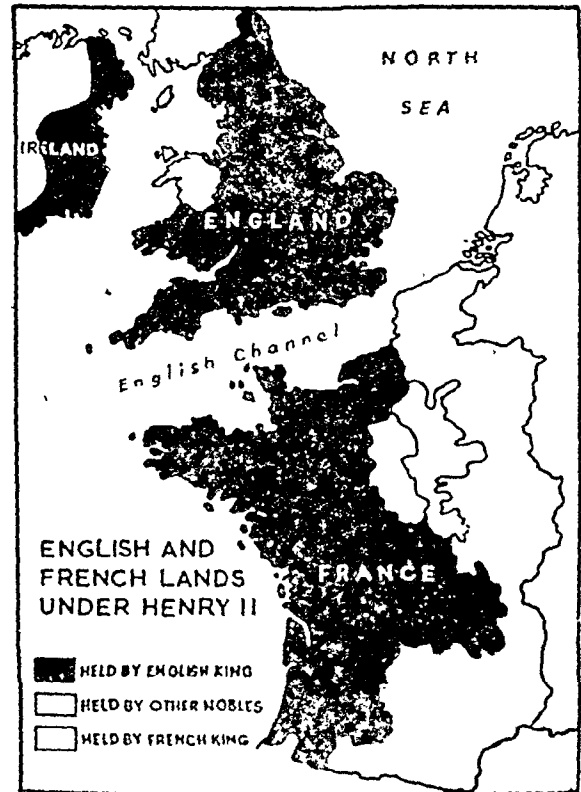 NORTH
SEA
IRELAND
ENGLAND
English Channel
ENGLISH AND
FRENCH LANDS
UNDER HENRY II
FRANCE
HELD BY ENGLISH KING
HELD BY OTHER NOBLES
HELD BY FRENCH KING